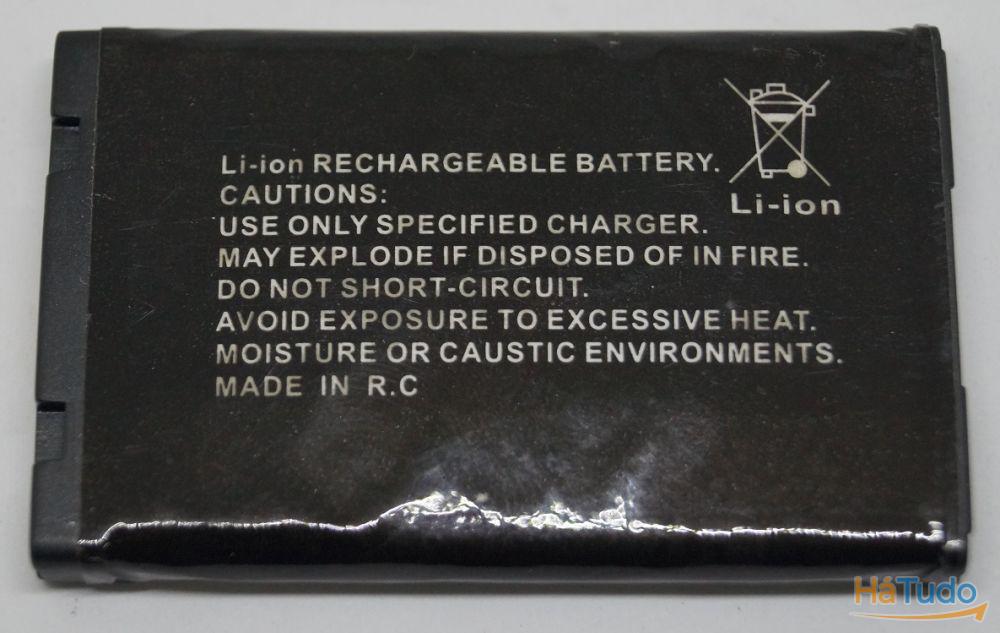 Li-ion RECHARGEABLE BATTERY.
CAUTIONS:
USE ONLY SPECIFIED CHARGER.
MAY EXPLODE IF DISPOSED OF IN FIRE.
DO NOT SHORT-CIRCUIT.
AVOID EXPOSURE TO EXCESSIVE HEAT.
MOISTURE OR CAUSTIC ENVIRONMENTS.
MADE IN R.C
Li-ion
HáTudo